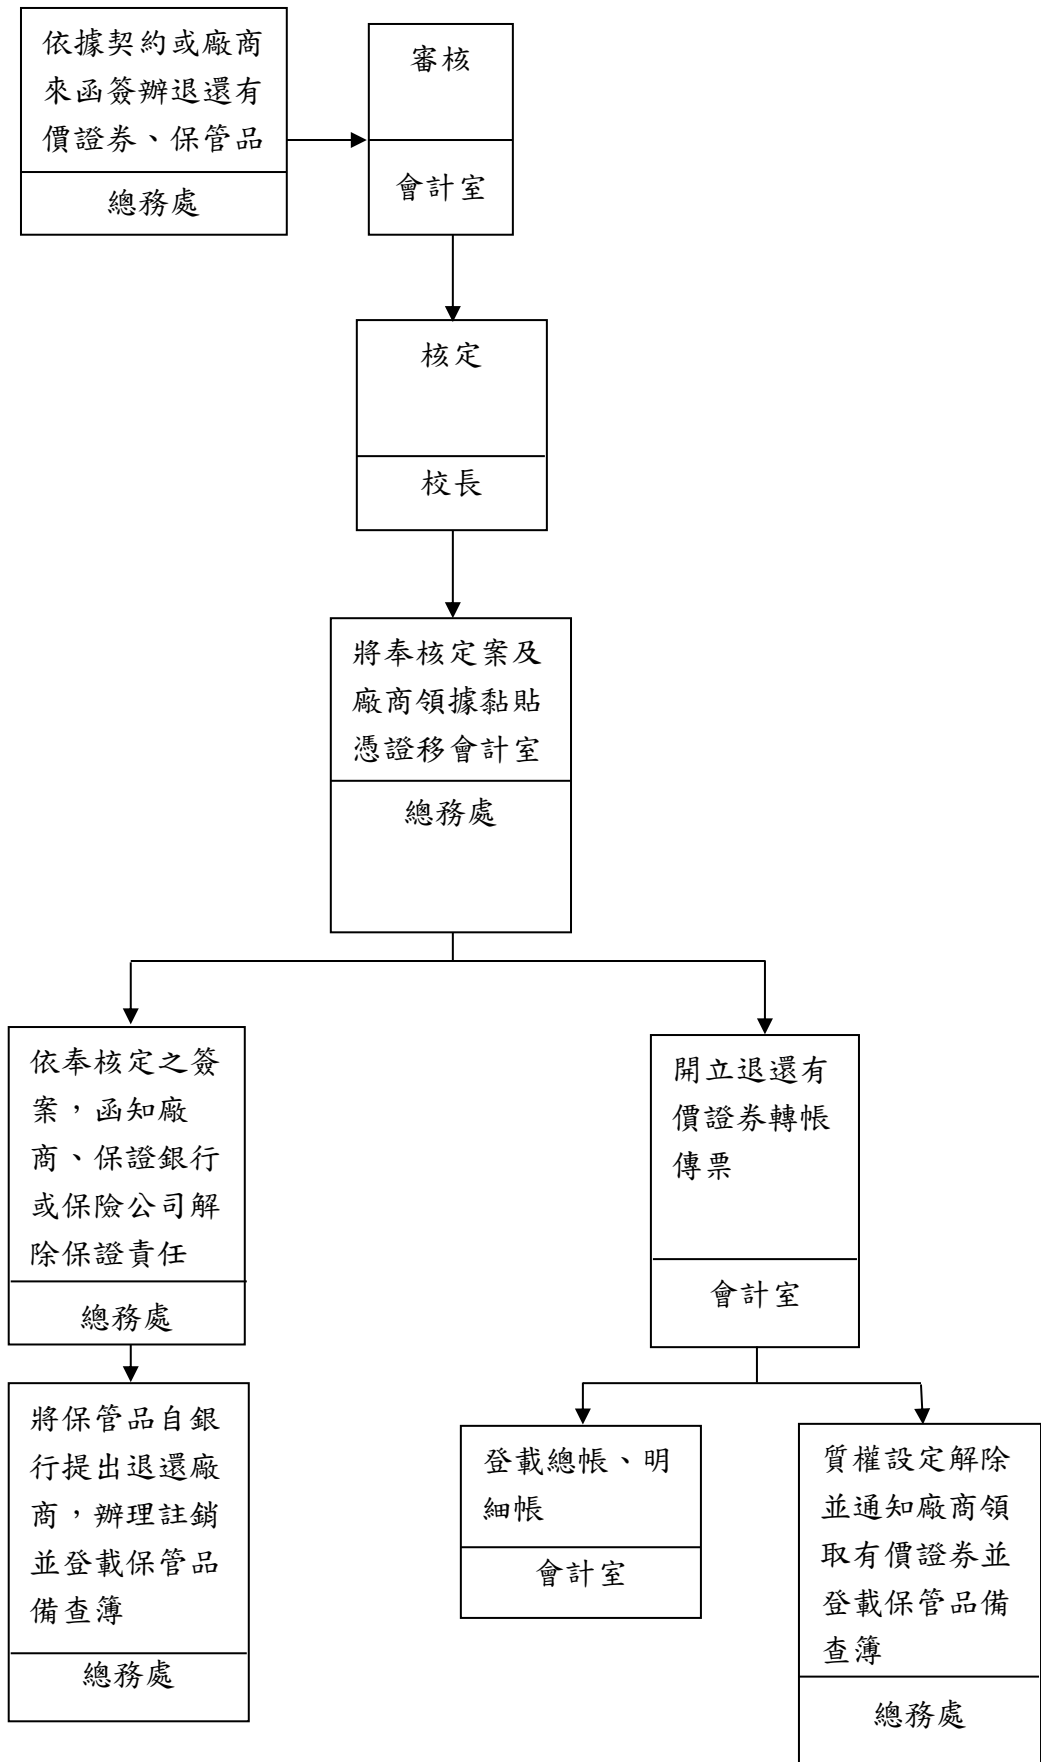 依據契約或廠商
來函簽辦退還有
價證券、保管品
總務處
審核
會計室
核定
校長
將奉核定案及
廠商領據黏貼
憑證移會計室
總務處
依奉核定之簽
案，函知廠
商、保證銀行
或保險公司解
除保證責任
總務處
將保管品自銀
行提出退還廠
商，辦理註銷
並登載保管品
備查簿
總務處
開立退還有
價證券轉帳
傳票
會計室
登載總帳、明
細帳
會計室
質權設定解除
並通知廠商領
取有價證券並
登載保管品備
查簿
總務處